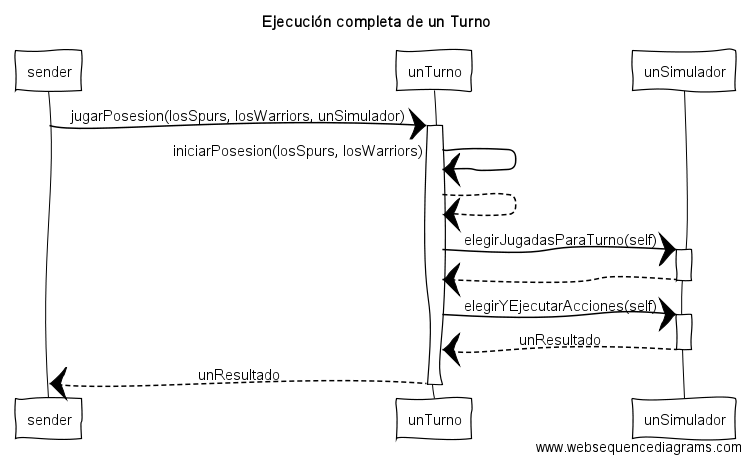 Ejecución completa de un Turno
sender unTurno unSimulador
jugarPosesion(losSpurs, losWarriors, unSimulador)
iniciarPosesion(losSpurs, losWarriors)
elegirJugadasParaTurno(self)
elegirYEjecutarAcciones(self)
unResultado
unResultado
sender unTurno unSimulador
www.websequencediagrams.com